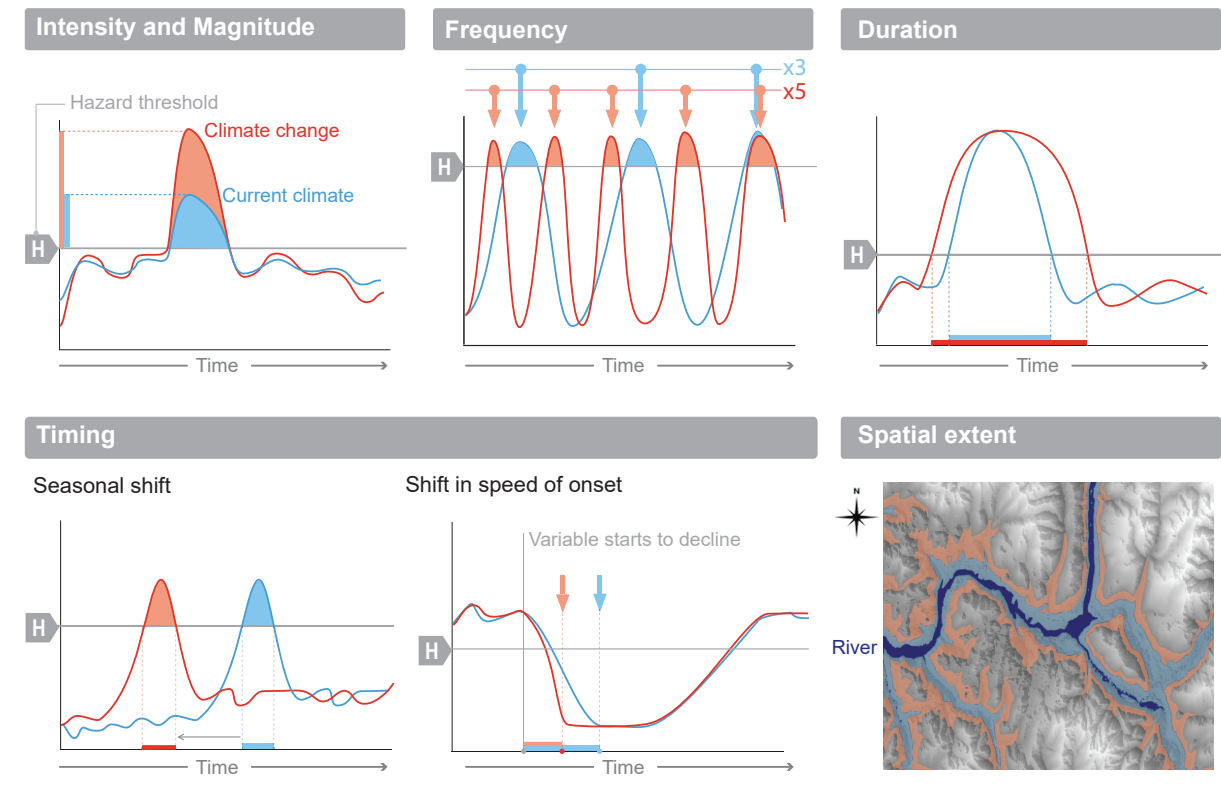 Intensity and Magnitude
Hazard threshold
Climate change
Current climate
H
Time
Frequency
x3
x5
H
Time
Duration
H
Time
Timing
Seasonal shift
H
Time
Shift in speed of onset
Variable starts to decline
H
Time
Spatial extent
N
River